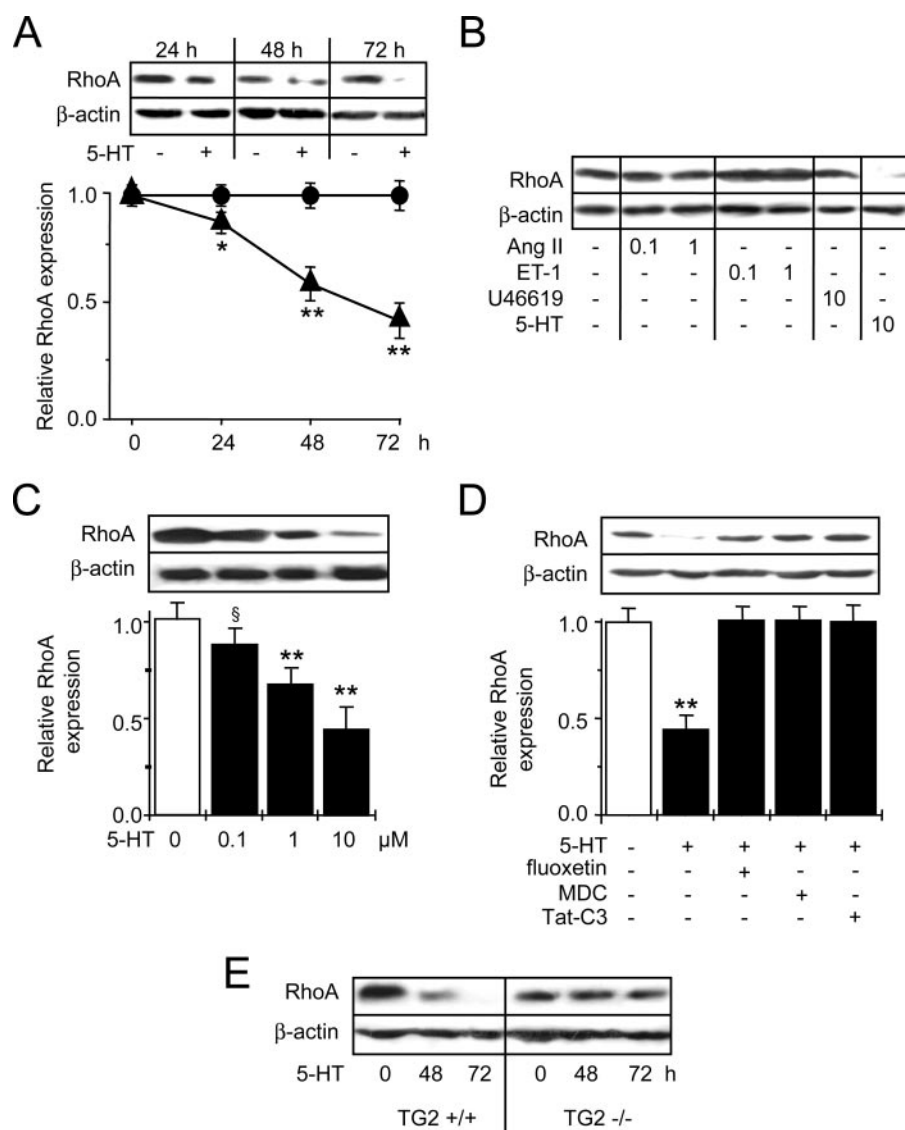 A
24 h 48 h 72 h
RhoA
β-actin
5-HT - + - + - +
Relative RhoA expression
1.0
0.5
0.0
* ** **
0 24 48 72 h
B
RhoA
β-actin
Ang II - 0.1 1 - - - -
ET-1 - - - 0.1 1 - -
U46619 - - - - - 10 -
5-HT - - - - - - 10
C
RhoA
β-actin
Relative RhoA
expression
1.0
0.5
0.0
§ ** **
5-HT 0 0.1 1 10 μM
D
RhoA
β-actin
Relative RhoA
expression
1.0
0.5
0.0
**
5-HT - + + + +
fluoxetin - - + - -
MDC - - - + -
Tat-C3 - - - - +
E
RhoA
β-actin
5-HT 0 48 72 0 48 72 h
TG2 +/+ TG2 -/-